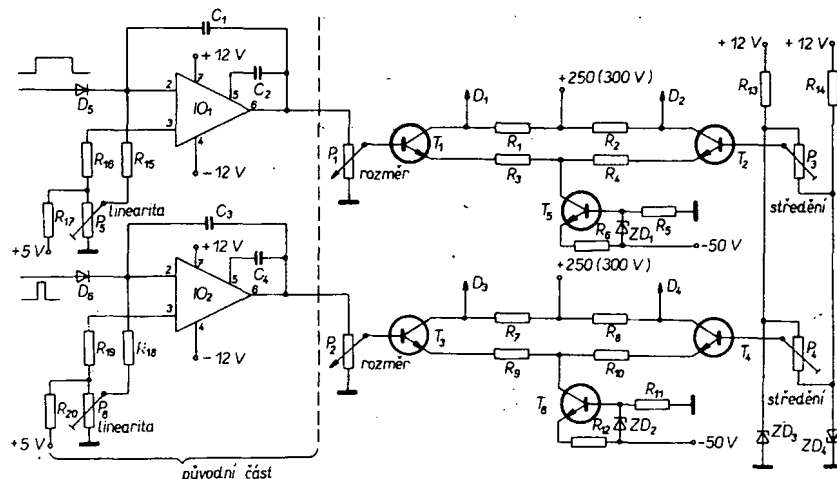 C₁
+12 V
7
2
5
C₂
D₅
IO₁
6
3
4
-12 V
R₁₆
R₁₅
R₁₇
P₅
linearita
+5 V
C₃
+12 V
7
2
5
C₄
D₆
IO₂
6
3
4
-12 V
R₁₉
R₁₈
R₂₀
P₆
linearita
+5 V
původní část
P₁
rozměr
T₁
D₁
+250 (300 V)
D₂
R₁
R₂
R₃
R₄
T₂
T₅
R₅
R₆
ZD₁
-50 V
+12 V
+12 V
R₁₃
R₁₄
P₃
středění
P₂
rozměr
T₃
D₃
+250 (300 V)
D₄
R₇
R₈
R₉
R₁₀
T₄
T₆
R₁₁
R₁₂
ZD₂
-50 V
P₄
středění
ZD₃
ZD₄